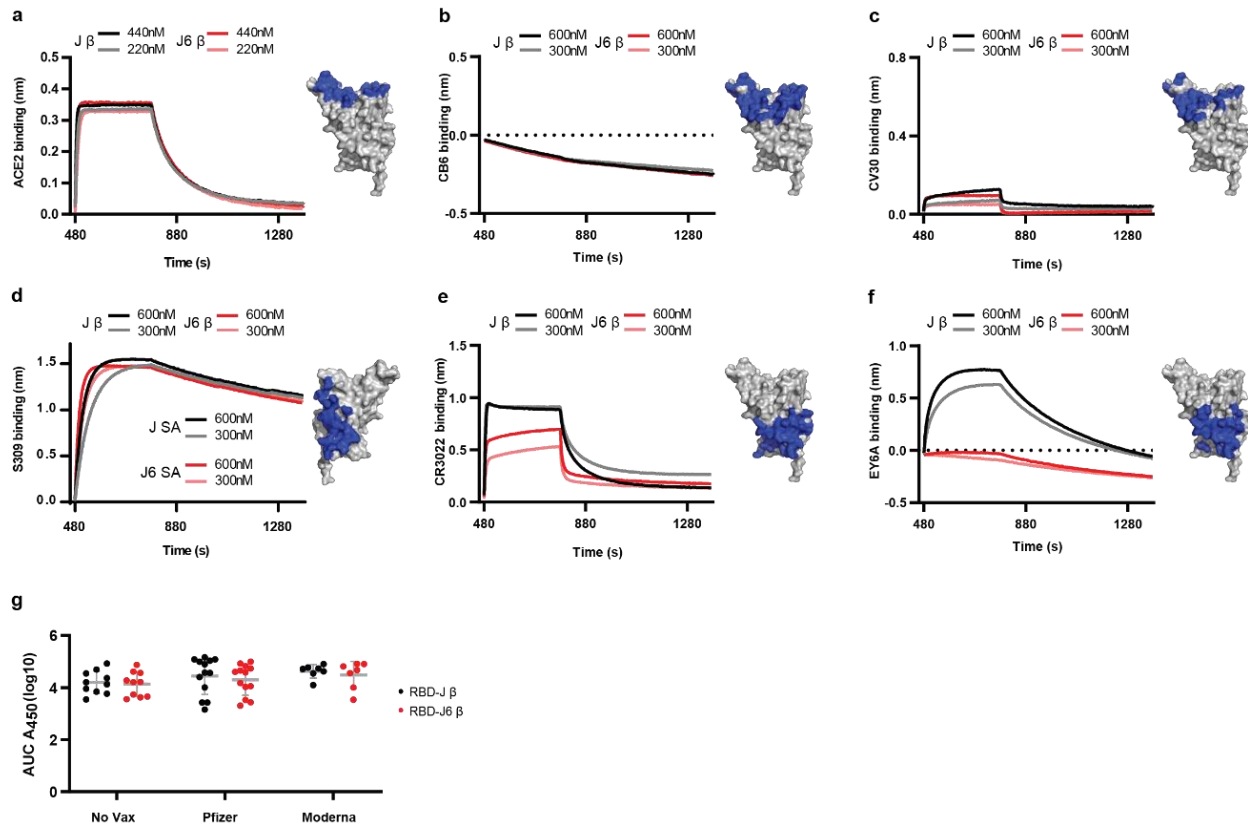 a
J β 440nM J6 β 440nM
220nM 220nM
ACE2 binding (nm)
0.5
0.4
0.3
0.2
0.1
0.0
480 880 1280
Time (s)
b
J β 600nM J6 β 600nM
300nM 300nM
CB6 binding (nm)
0.5
0.0
-0.5
480 880 1280
Time (s)
c
J β 600nM J6 β 600nM
300nM 300nM
CV30 binding (nm)
0.8
0.4
0.0
480 880 1280
Time (s)
d
J β 600nM J6 β 600nM
300nM 300nM
S309 binding (nm)
1.5
1.0
0.5
0.0
J SA 600nM
300nM
J6 SA 600nM
300nM
480 880 1280
Time (s)
e
J β 600nM J6 β 600nM
300nM 300nM
CR3022 binding (nm)
1.5
1.0
0.5
0.0
480 880 1280
Time (s)
f
J β 600nM J6 β 600nM
300nM 300nM
EY6A binding (nm)
1.0
0.5
0.0
-0.5
480 880 1280
Time (s)
g
AUC A450(log10)
6
4
2
0
No Vax Pfizer Moderna
RBD-J β
RBD-J6 β